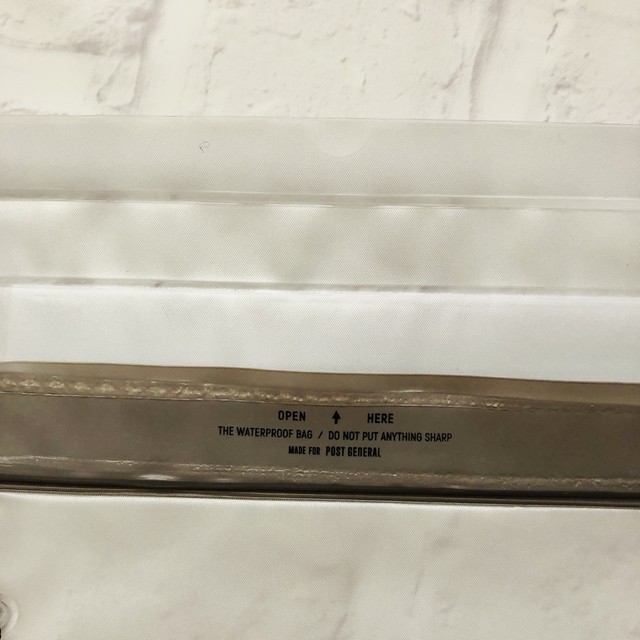 OPEN ↑ HERE
THE WATERPROOF BAG / DO NOT PUT ANYTHING SHARP
MADE FOR POST GENERAL